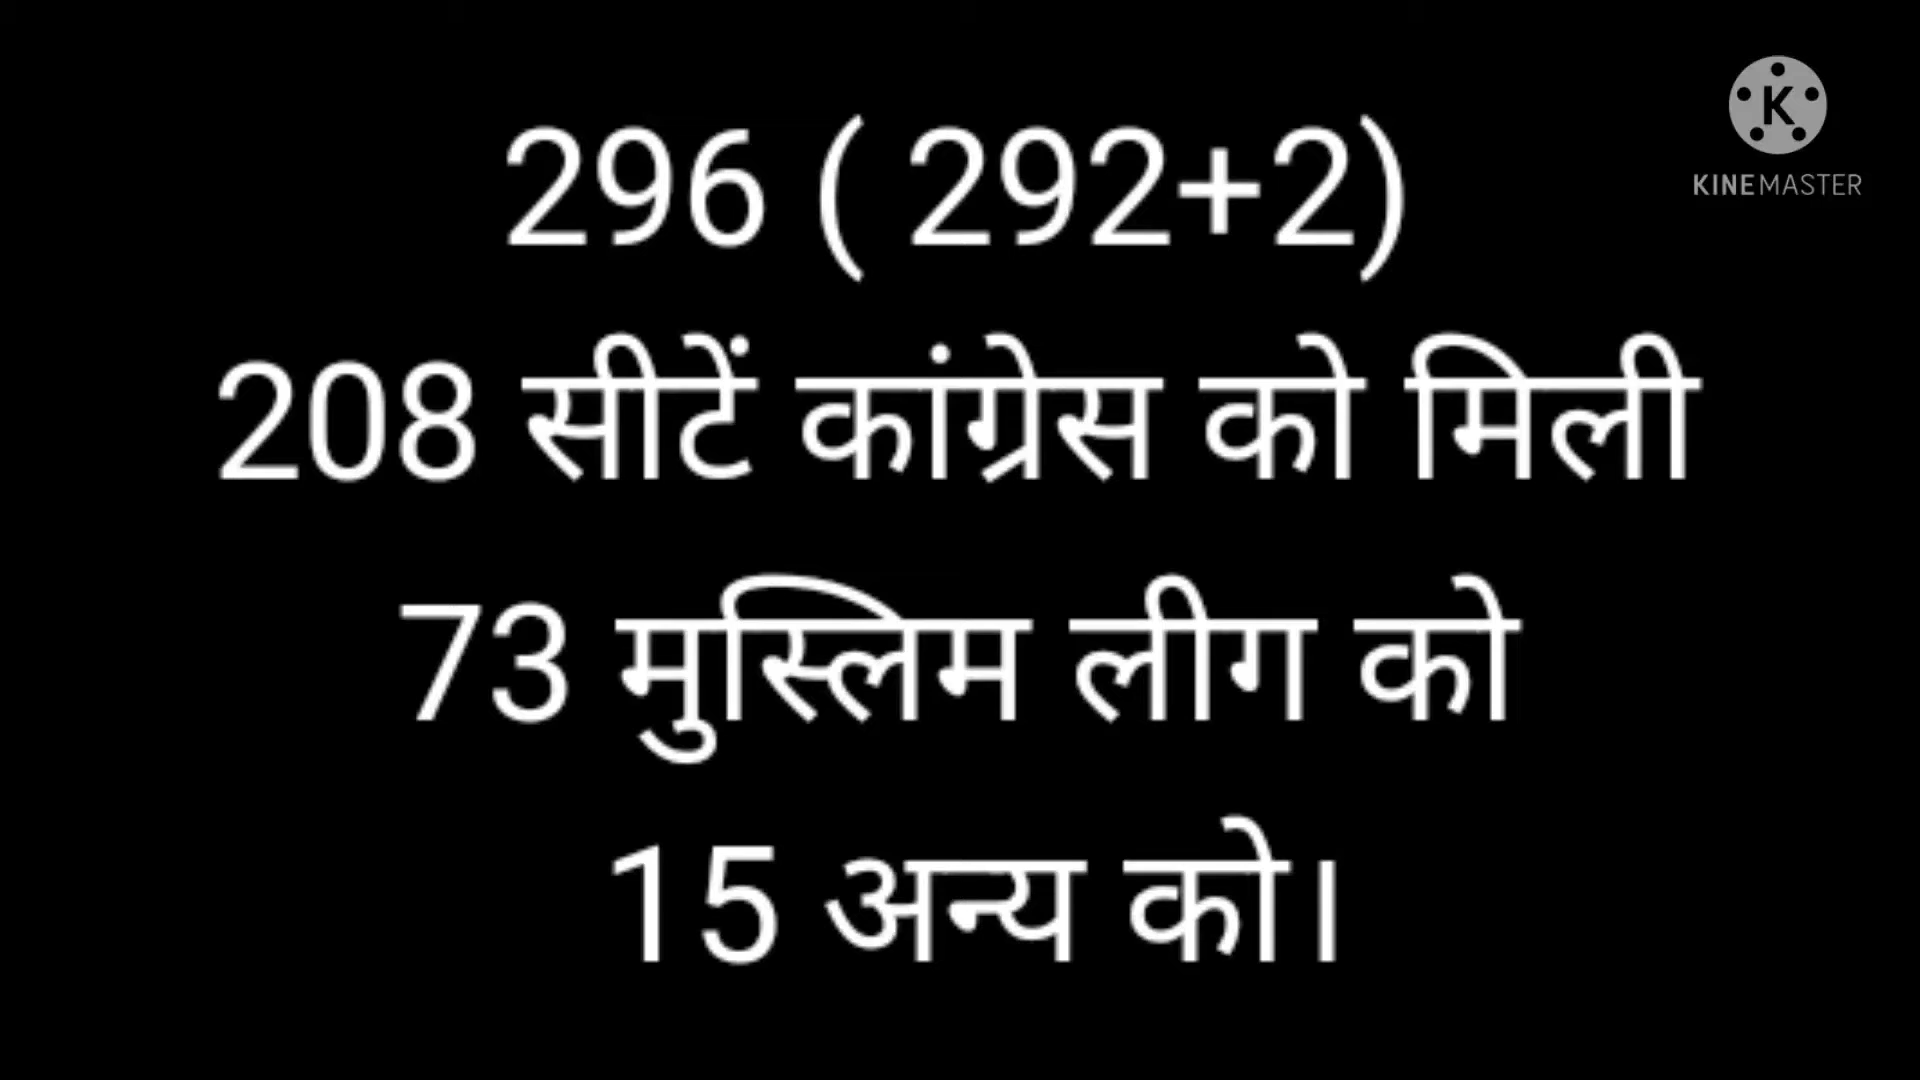 296 ( 292+2)
K
KINEMASTER
208 सीटें कांग्रेस को मिली
73 मुस्लिम लीग को
15 अन्य को।